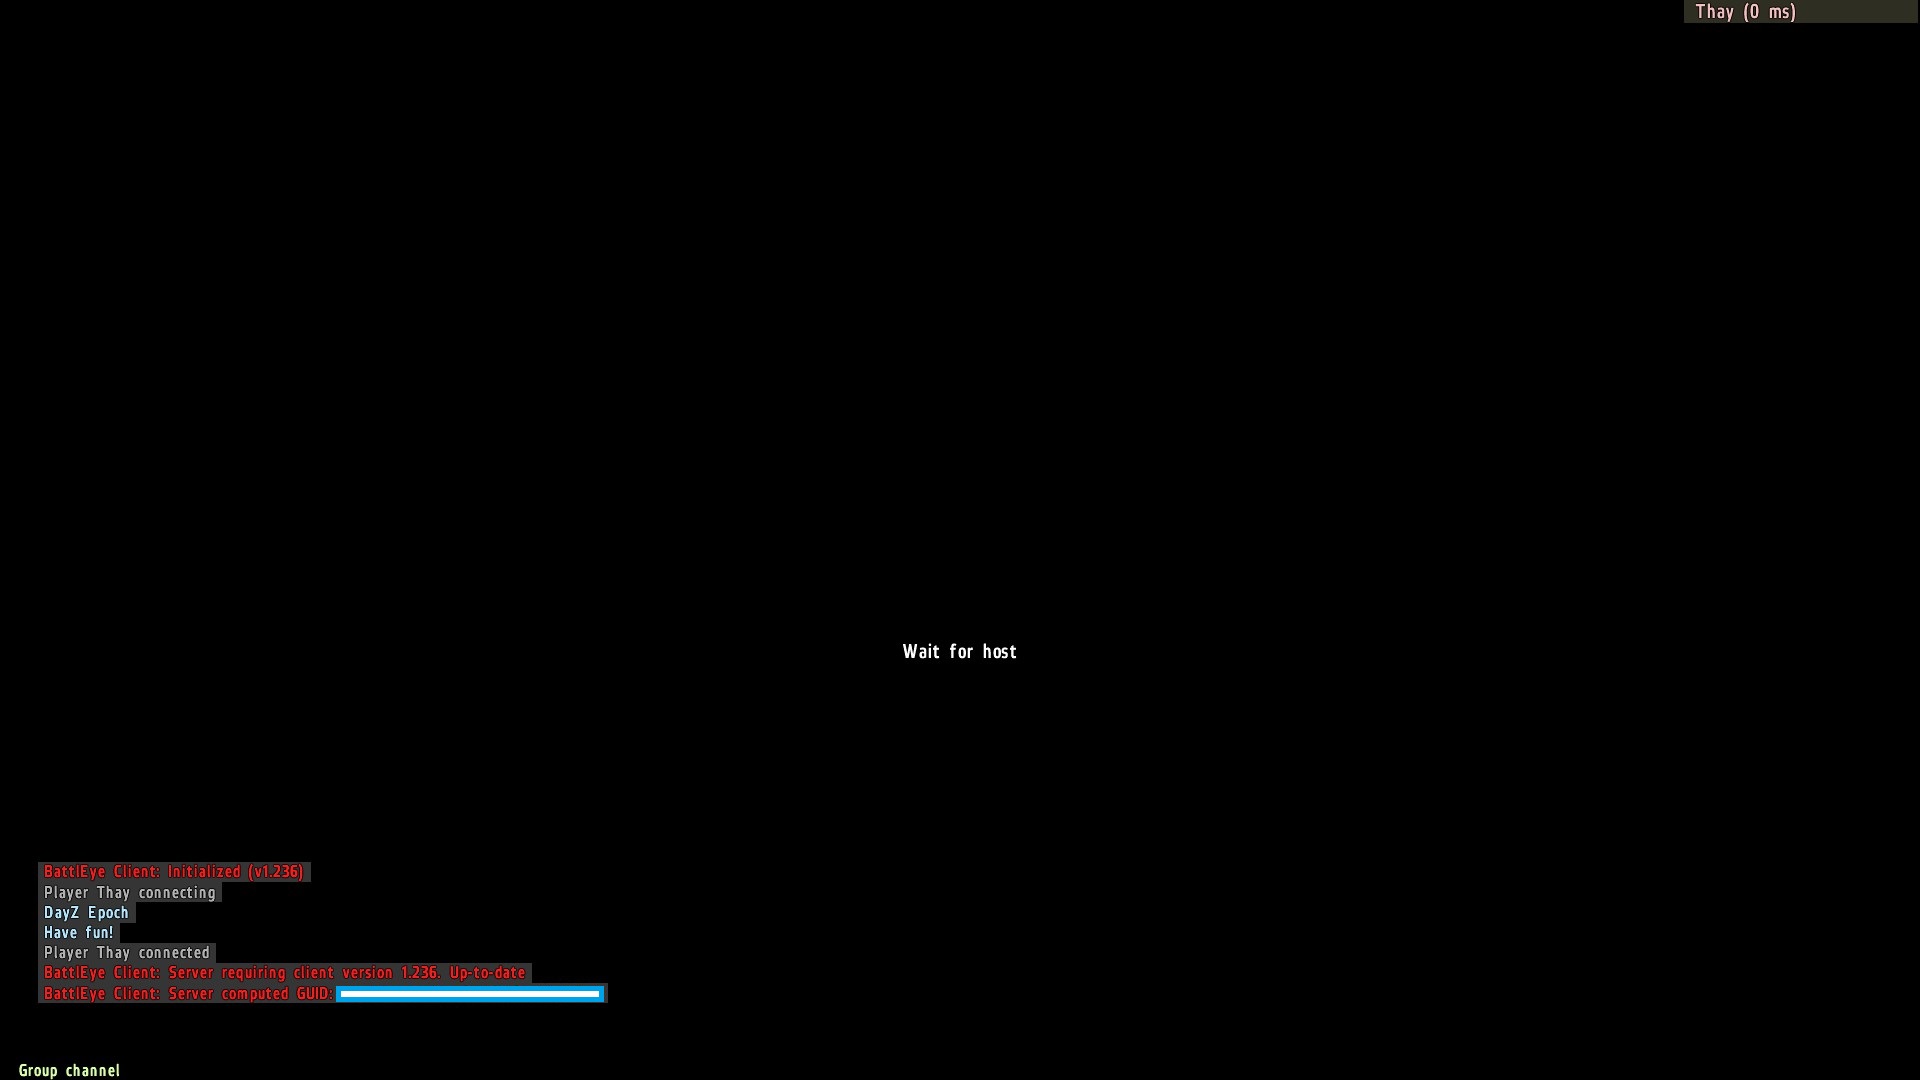 Thay (0 ms)
Wait for host
BattlEye Client: Initialized (v1.236)
Player Thay connecting
DayZ Epoch
Have fun!
Player Thay connected
BattlEye Client: Server requiring client version 1.236. Up-to-date
BattlEye Client: Server computed GUID:
Group channel